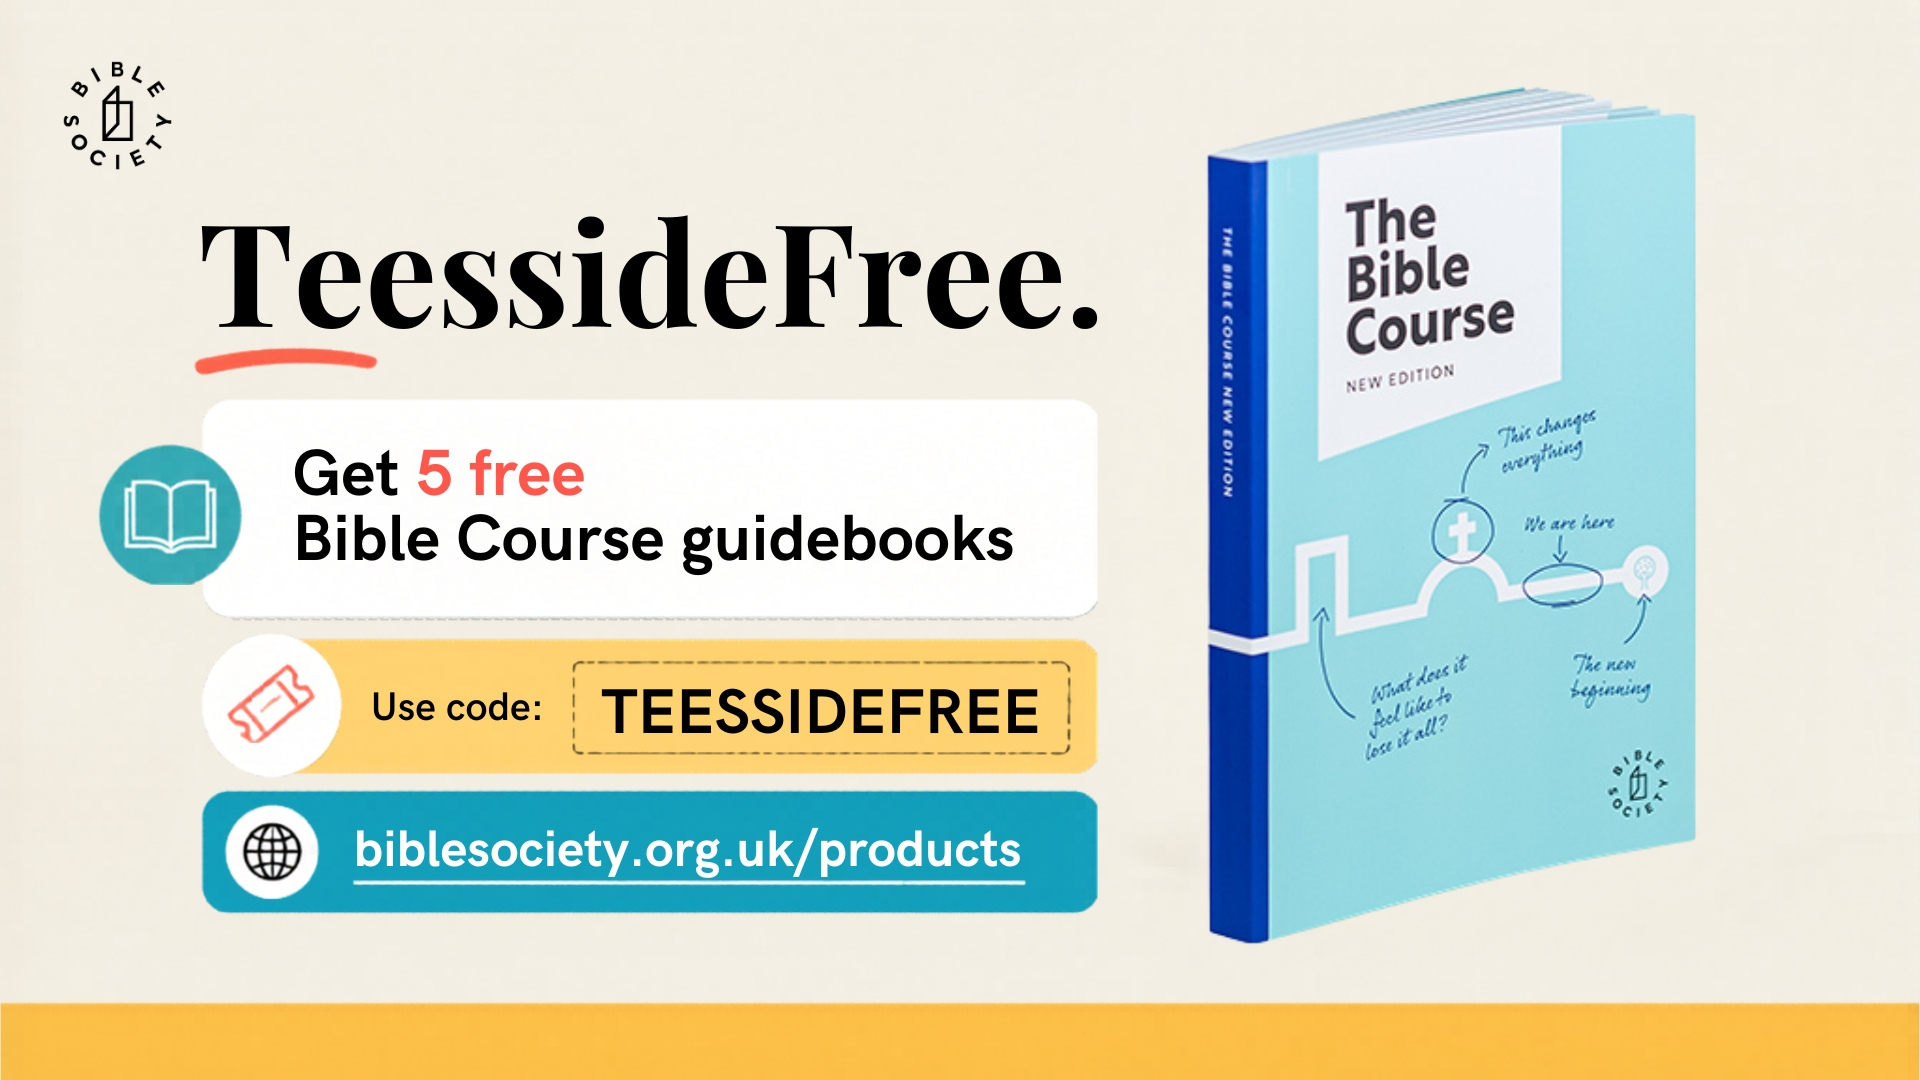 BIBLE SOCIETY
TeessideFree.
Get 5 free
Bible Course guidebooks
Use code:
TEESSIDEFREE
biblesociety.org.uk/products
THE BIBLE COURSE NEW EDITION
The
Bible
Course
NEW EDITION
This changes
everything
We are here
What does it
feel like to
lose it all?
The new
beginning
BIBLE SOCIETY